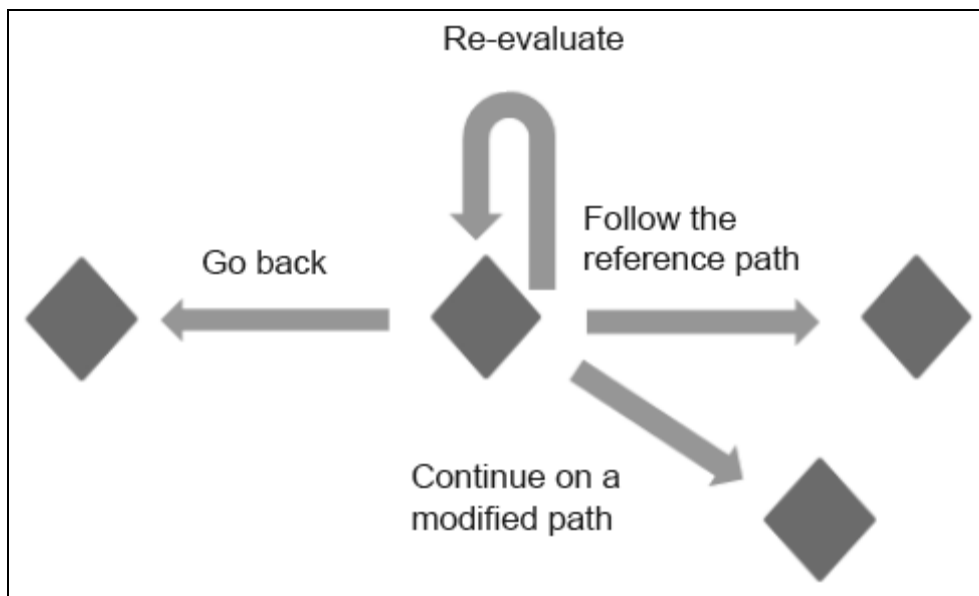 Re-evaluate
Follow the
reference path
Go back
Continue on a
modified path